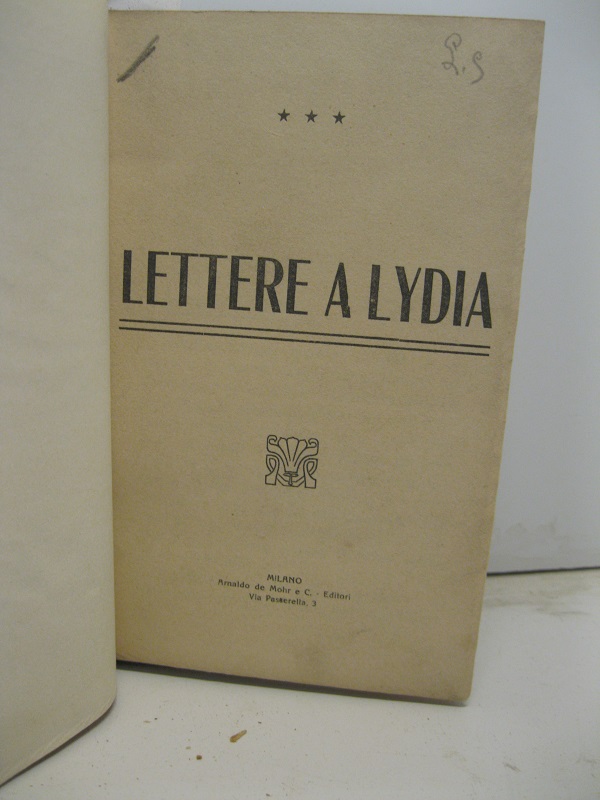 L.S
★ ★ ★
LETTERE A LYDIA
MILANO
Arnaldo de Mohr e C. - Editori
Via Passerella, 3